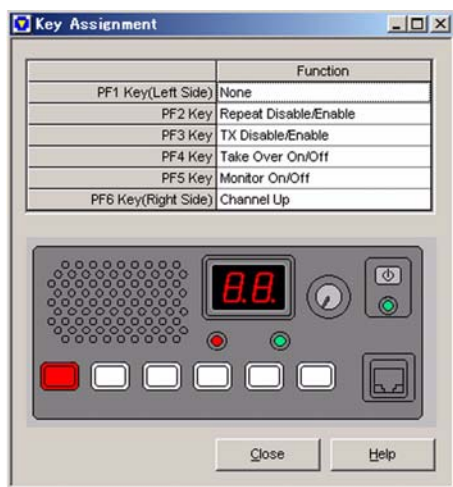 Key Assignment
Function
PF1 Key(Left Side) None
PF2 Key Repeat Disable/Enable
PF3 Key TX Disable/Enable
PF4 Key Take Over On/Off
PF5 Key Monitor On/Off
PF6 Key(Right Side) Channel Up
8.8.
Close Help